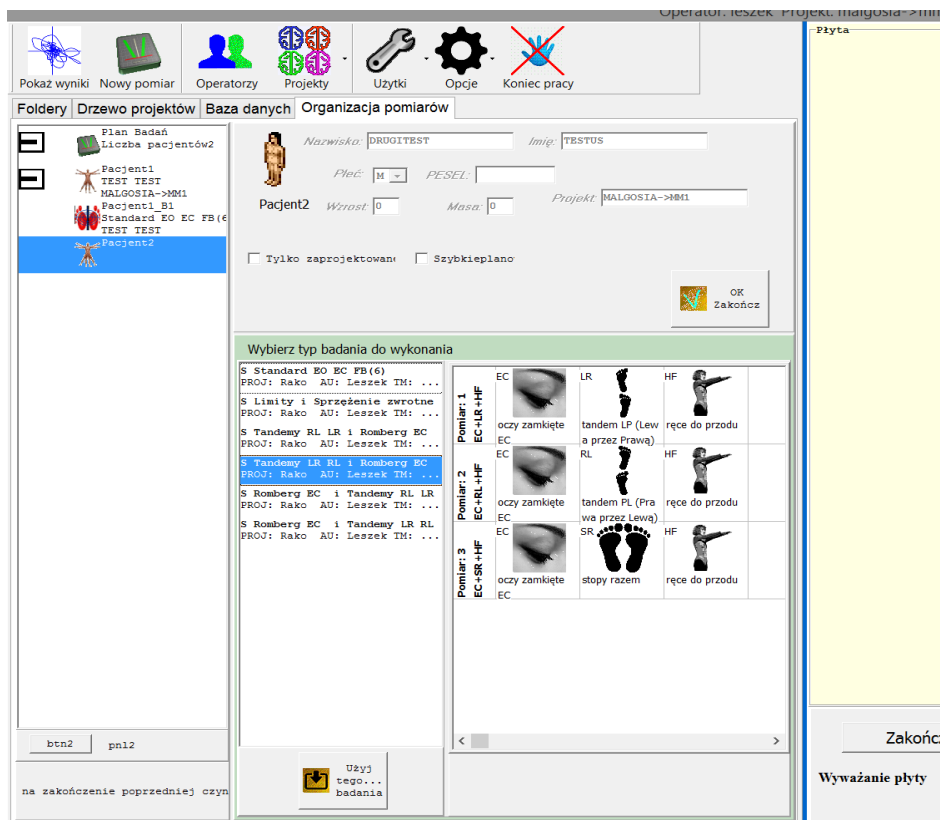 Operator: leszek Projekt: malgosia->mm
Pokaż wyniki Nowy pomiar Operatorzy Projekty Użytki Opcje Koniec pracy
Foldery Drzewo projektów Baza danych Organizacja pomiarów
Plan Badań
Liczba pacjentów2
Pacjent1
TEST TEST
MALGOSIA->MM1
Pacjent1_B1
Standard EO EC FB(6
TEST TEST
Pacjent2
btn2 pnl2
na zakończenie poprzedniej czyn
Nazwisko: DRUGITEST Imię: TESTUS
Płeć: M PESEL:
Pacjent2 Wzrost: 0 Masa: 0 Projekt: MALGOSIA->MM1
Tylko zaprojektowane Szybkieplano
OK
Zakończ
Wybierz typ badania do wykonania
S Standard EO EC FB(6)
PROJ: Rako AU: Leszek TM: ...
S Limity i Sprzężenie zwrotne
PROJ: Rako AU: Leszek TM: ...
S Tandemy RL LR i Romberg EC
PROJ: Rako AU: Leszek TM: ...
S Tandemy LR RL i Romberg EC
PROJ: Rako AU: Leszek TM: ...
S Romberg EC i Tandemy RL LR
PROJ: Rako AU: Leszek TM: ...
S Romberg EC i Tandemy LR RL
PROJ: Rako AU: Leszek TM: ...
Użyj
tego...
badania
Pomiar: 1
EC+LR+HF
EC LR HF
oczy zamknięte tandem LP (Lew ręce do przodu
EC a przez Prawą)
Pomiar: 2
EC+RL+HF
EC RL HF
oczy zamknięte tandem PL (Pra ręce do przodu
EC wa przez Lewą)
Pomiar: 3
EC+SR+HF
EC SR HF
oczy zamknięte stopy razem ręce do przodu
EC
Płyta
Zakońc
Wyważanie płyty